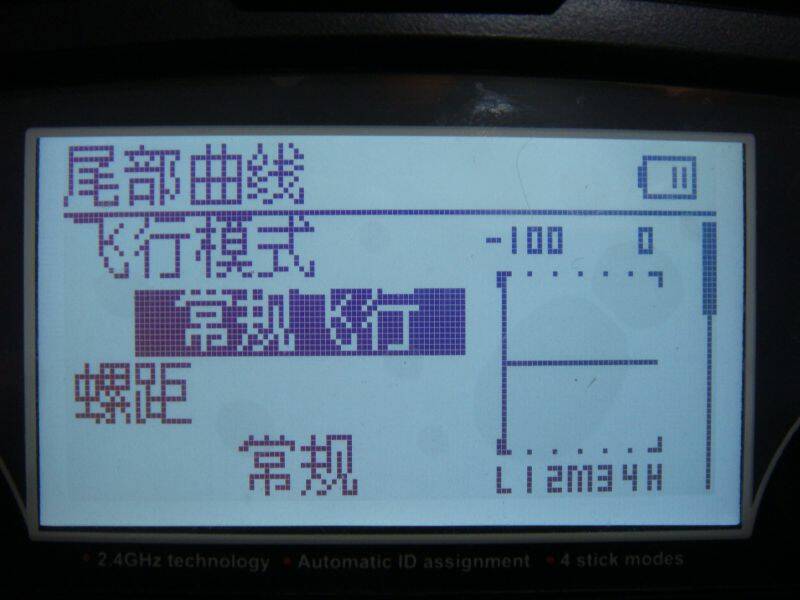 尾部曲线
飞行模式
-100 0
常规飞行
螺距
常规
L12M34H
2.4GHz technology • Automatic ID assignment • 4 stick modes